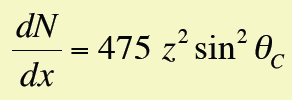 dN/dx = 475 z² sin² θ_C